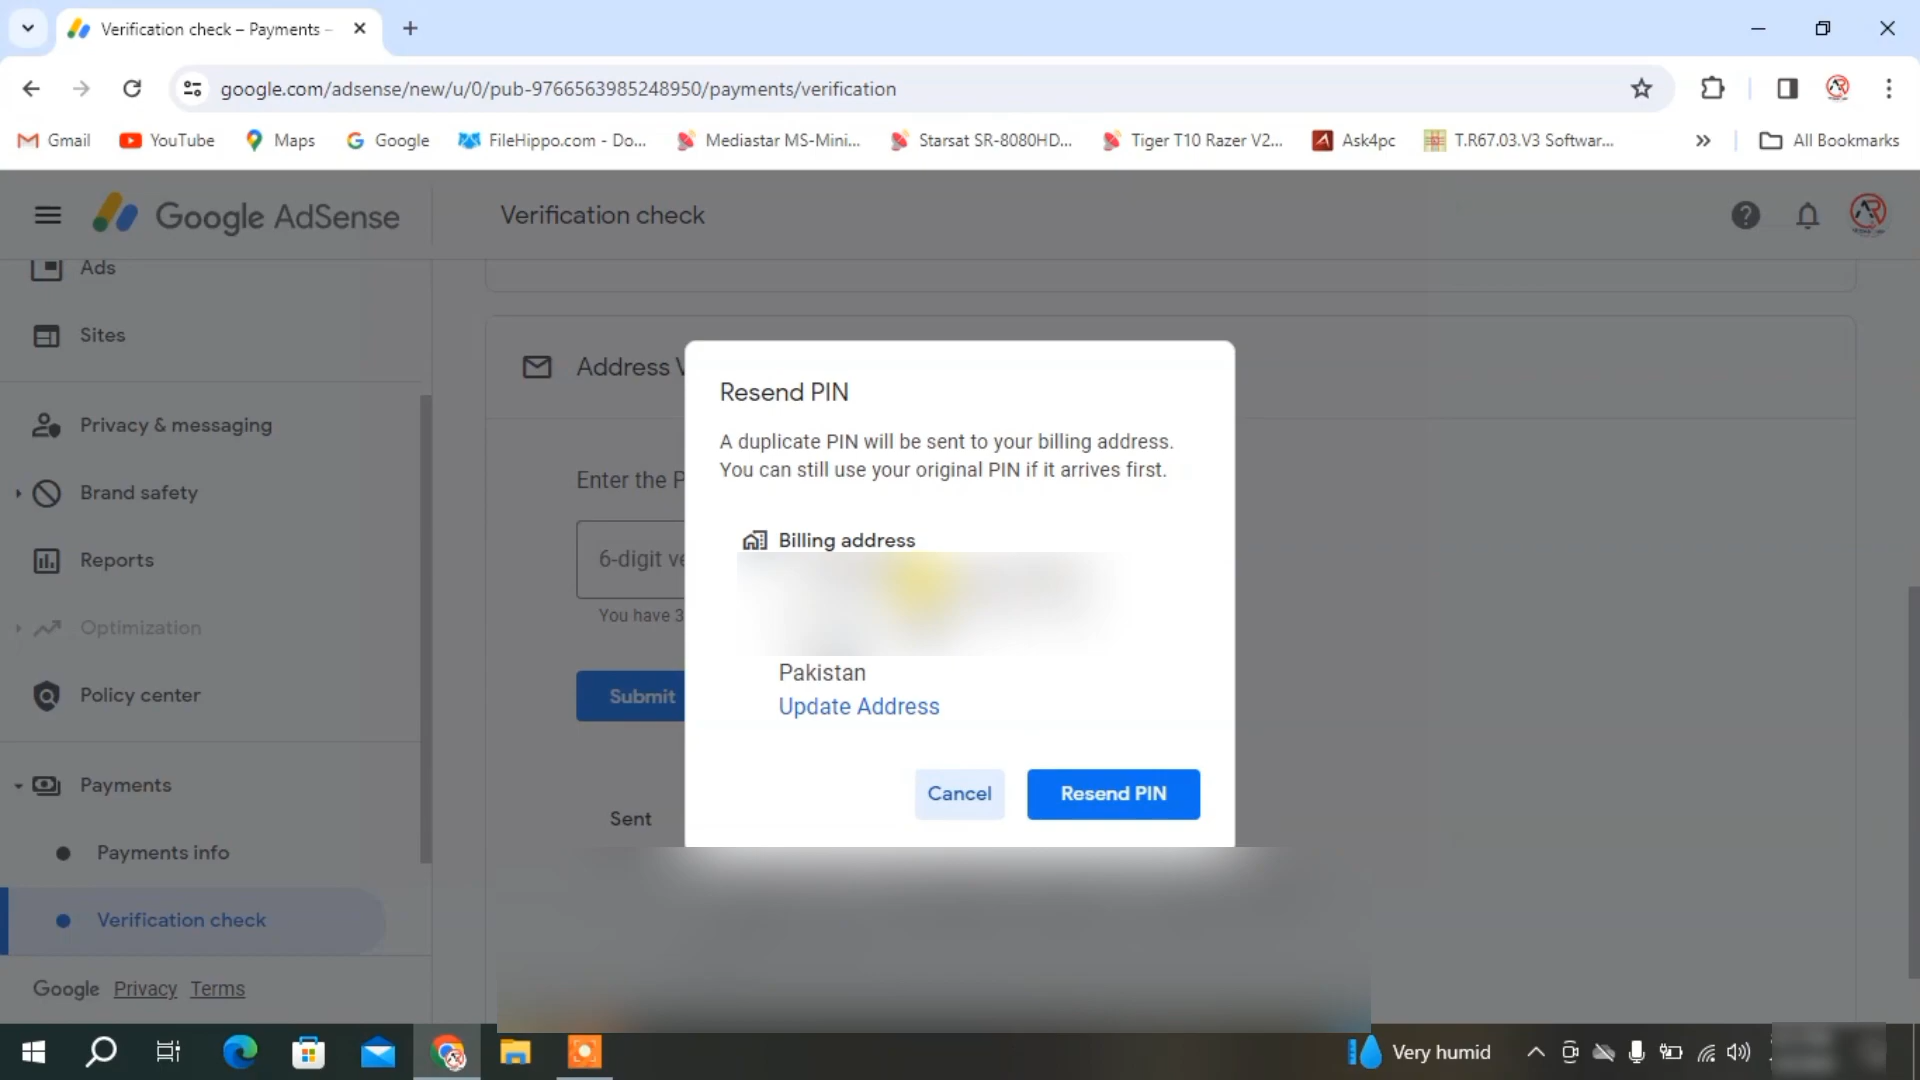 Verification check – Payments –
google.com/adsense/new/u/0/pub-9766563985248950/payments/verification
Gmail
YouTube
Maps
Google
FileHippo.com - Do...
Mediastar MS-Mini...
Starsat SR-8080HD...
Tiger T10 Razer V2...
Ask4pc
T.R67.03.V3 Softwar...
All Bookmarks
Google AdSense
Verification check
Ads
Sites
Privacy & messaging
Brand safety
Reports
Optimization
Policy center
Payments
Payments info
Verification check
Google Privacy Terms
Address V
Enter the P
6-digit ve
You have 3
Submit
Sent
Resend PIN
A duplicate PIN will be sent to your billing address.
You can still use your original PIN if it arrives first.
Billing address
Pakistan
Update Address
Cancel
Resend PIN
Very humid